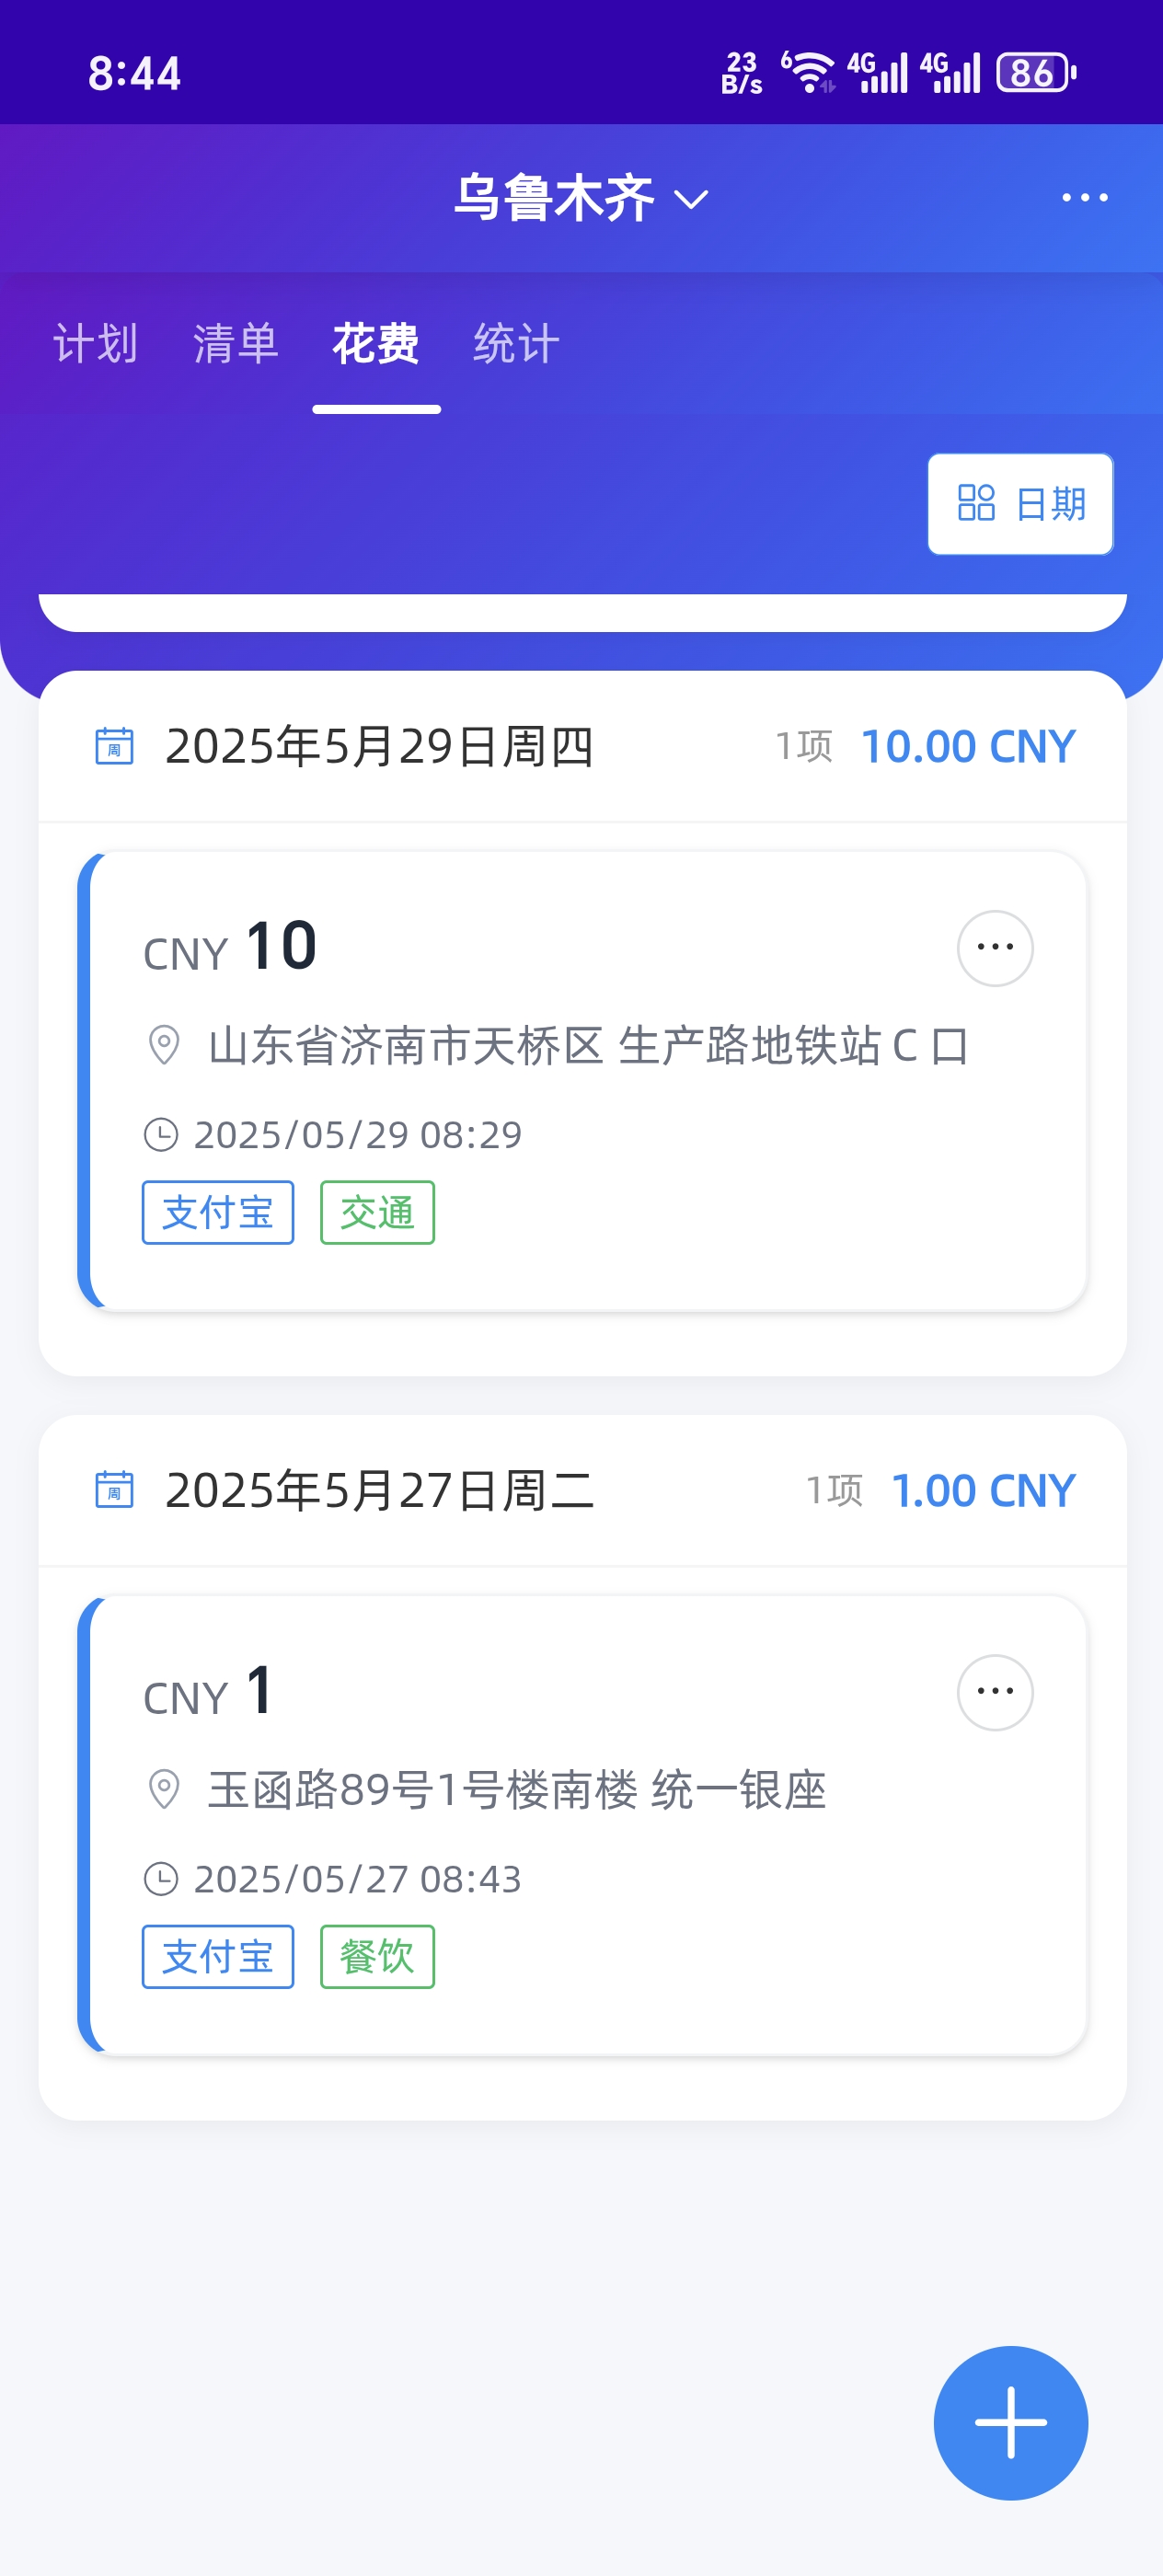 8:44
23 B/s 6 4G 4G 86
乌鲁木齐
计划 清单 花费 统计
日期
周 2025年5月29日周四 1项 10.00 CNY
CNY 10
山东省济南市天桥区 生产路地铁站 C 口
2025/05/29 08:29
支付宝 交通
周 2025年5月27日周二 1项 1.00 CNY
CNY 1
玉函路89号1号楼南楼 统一银座
2025/05/27 08:43
支付宝 餐饮